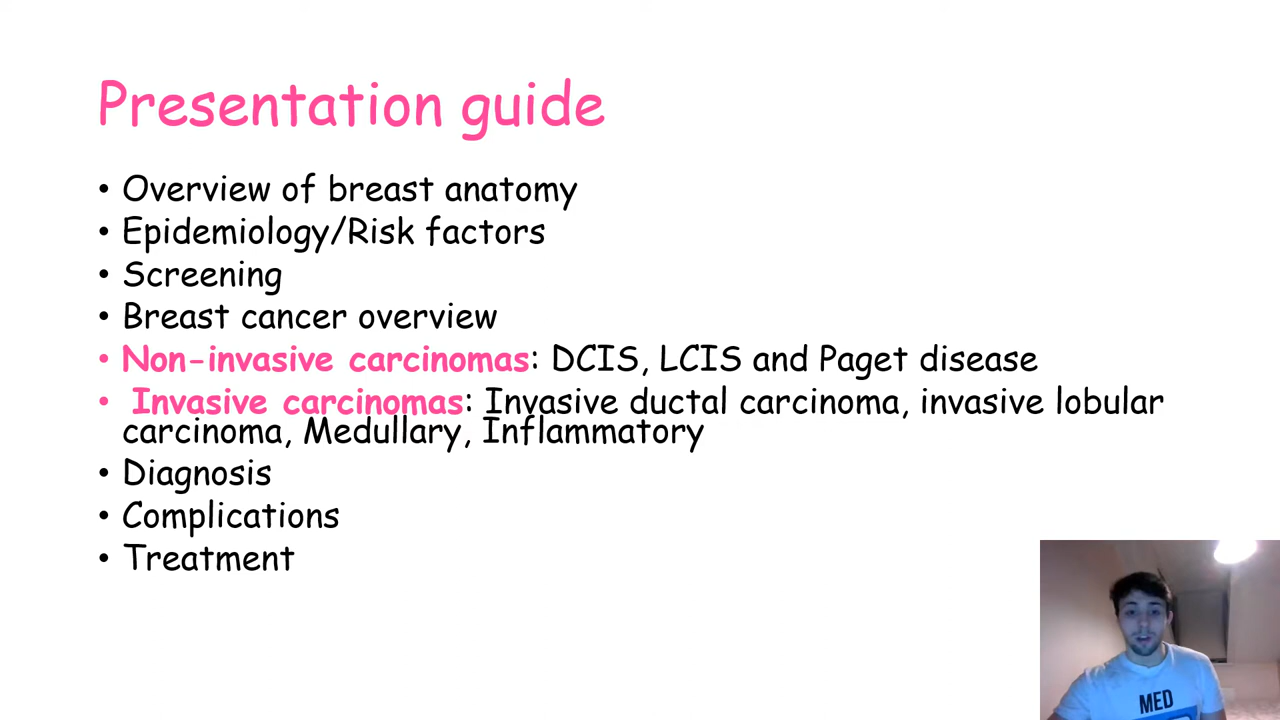 Presentation guide
• Overview of breast anatomy
• Epidemiology/Risk factors
• Screening
• Breast cancer overview
• Non-invasive carcinomas: DCIS, LCIS and Paget disease
• Invasive carcinomas: Invasive ductal carcinoma, invasive lobular
carcinoma, Medullary, Inflammatory
• Diagnosis
• Complications
• Treatment
MED